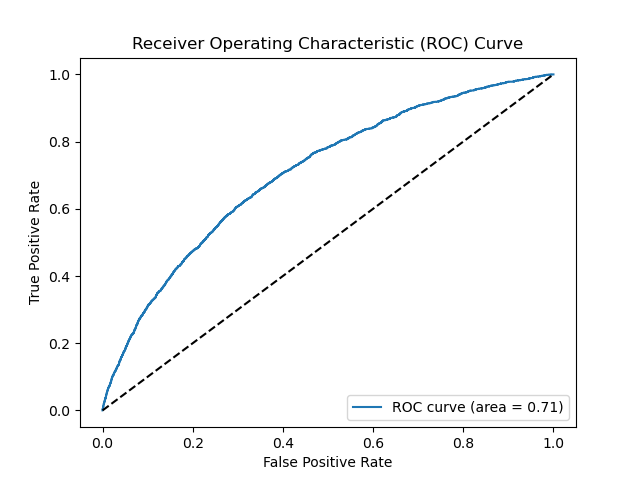 Receiver Operating Characteristic (ROC) Curve
1.0
0.8
0.6
0.4
0.2
0.0
True Positive Rate
ROC curve (area = 0.71)
0.0 0.2 0.4 0.6 0.8 1.0
False Positive Rate